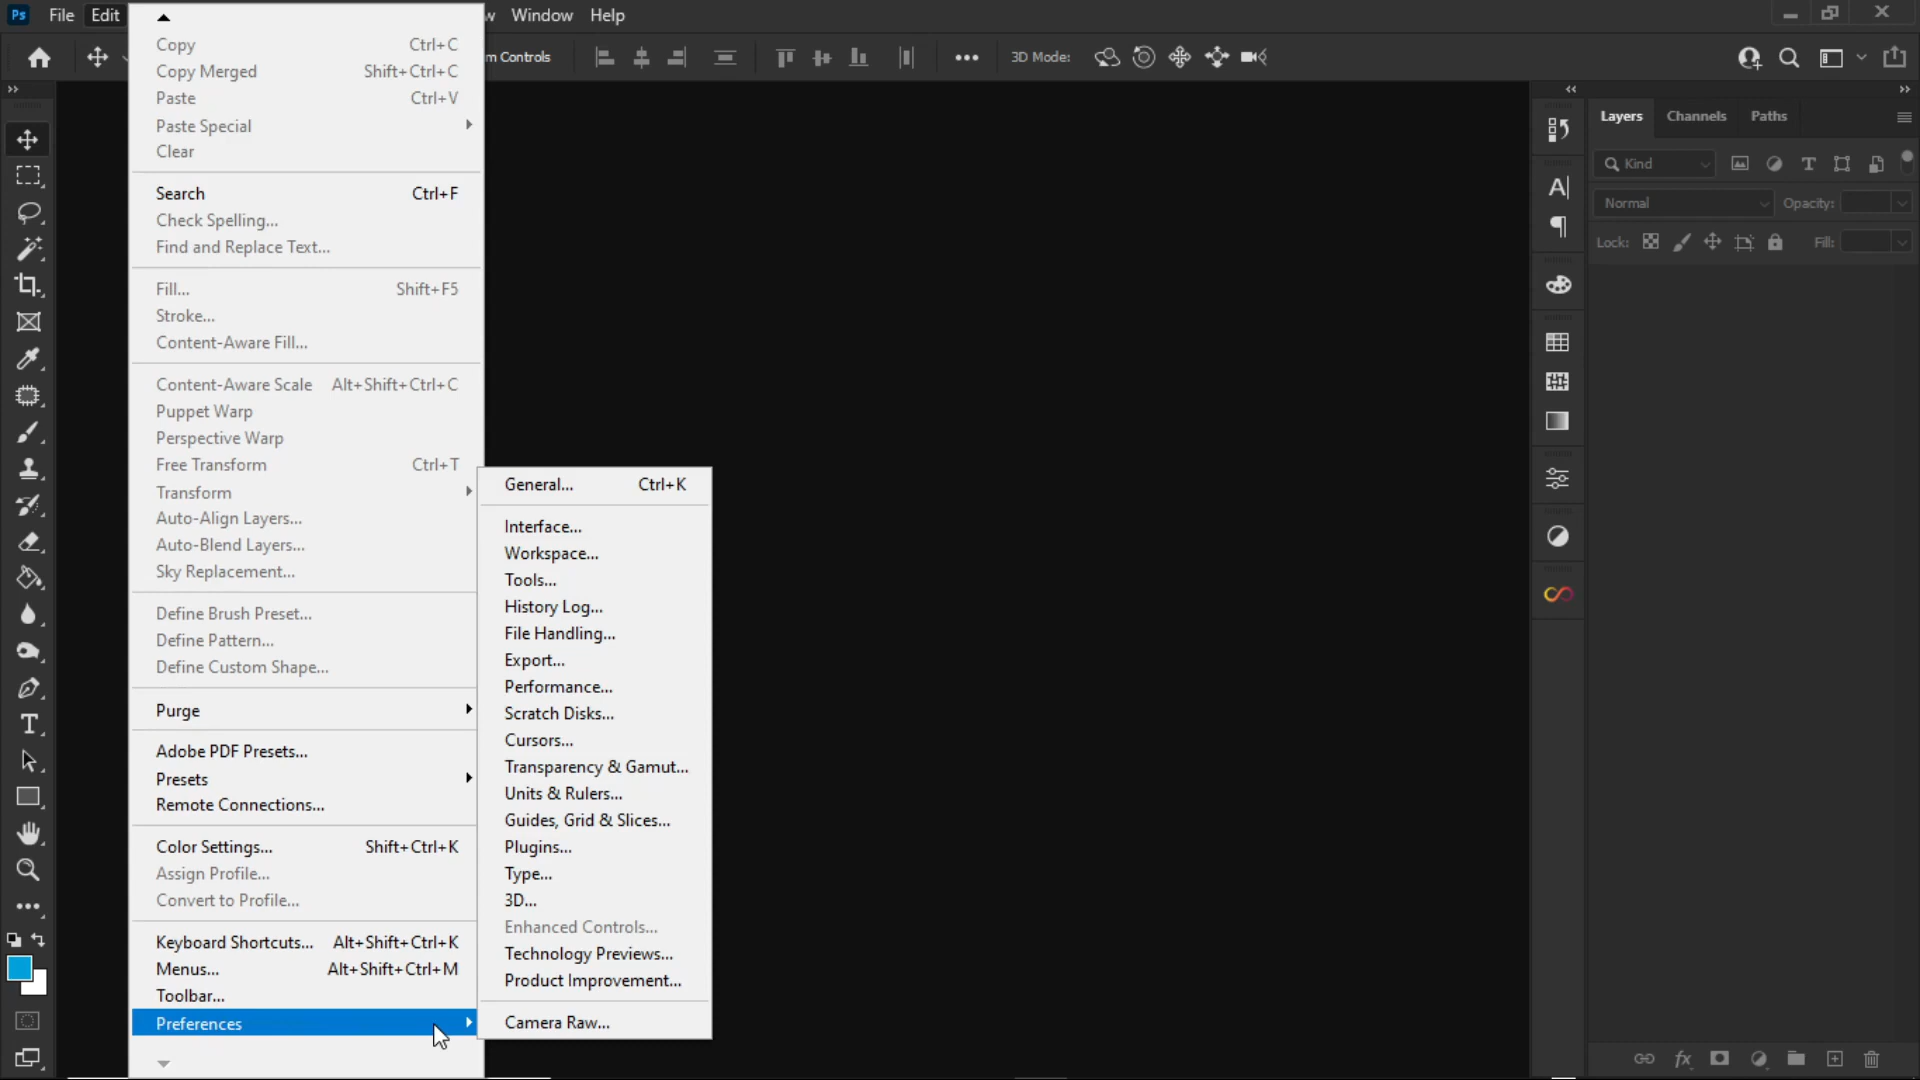 Ps File Edit w Window Help
m Controls 3D Mode:
Copy Ctrl+C
Copy Merged Shift+Ctrl+C
Paste Ctrl+V
Paste Special
Clear
Search Ctrl+F
Check Spelling...
Find and Replace Text...
Fill... Shift+F5
Stroke...
Content-Aware Fill...
Content-Aware Scale Alt+Shift+Ctrl+C
Puppet Warp
Perspective Warp
Free Transform Ctrl+T
Transform
Auto-Align Layers...
Auto-Blend Layers...
Sky Replacement...
Define Brush Preset...
Define Pattern...
Define Custom Shape...
Purge
Adobe PDF Presets...
Presets
Remote Connections...
Color Settings... Shift+Ctrl+K
Assign Profile...
Convert to Profile...
Keyboard Shortcuts... Alt+Shift+Ctrl+K
Menus... Alt+Shift+Ctrl+M
Toolbar...
Preferences
General... Ctrl+K
Interface...
Workspace...
Tools...
History Log...
File Handling...
Export...
Performance...
Scratch Disks...
Cursors...
Transparency & Gamut...
Units & Rulers...
Guides, Grid & Slices...
Plugins...
Type...
3D...
Enhanced Controls...
Technology Previews...
Product Improvement...
Camera Raw...
Layers Channels Paths
Kind
Normal Opacity:
Lock: Fill: